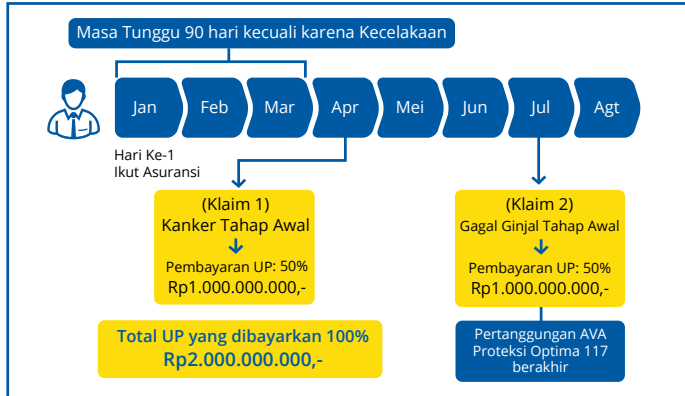 Masa Tunggu 90 hari kecuali karena Kecelakaan
Jan Feb Mar Apr Mei Jun Jul Agt
Hari Ke-1
Ikut Asuransi
(Klaim 1)
Kanker Tahap Awal
Pembayaran UP: 50%
Rp1.000.000.000,-
(Klaim 2)
Gagal Ginjal Tahap Awal
Pembayaran UP: 50%
Rp1.000.000.000,-
Total UP yang dibayarkan 100%
Rp2.000.000.000,-
Pertanggungan AVA
Proteksi Optima 117
berakhir